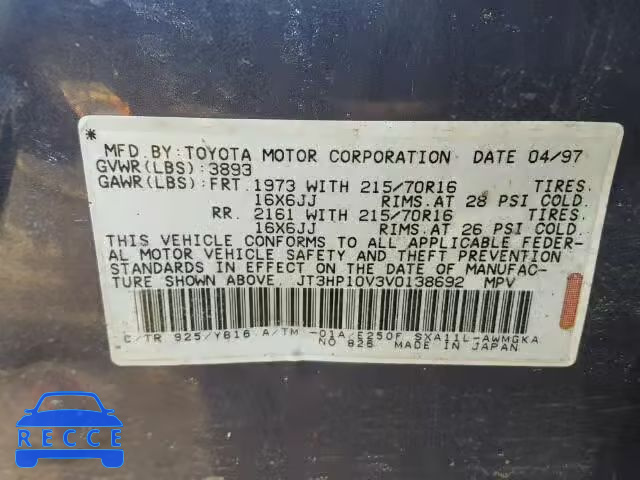 *
MFD. BY: TOYOTA MOTOR CORPORATION DATE 04/97
GVWR(LBS): 3893
GAWR(LBS): FRT. 1973 WITH 215/70R16 TIRES.
16X6JJ RIMS. AT 28 PSI COLD.
RR. 2161 WITH 215/70R16 TIRES.
16X6JJ RIMS. AT 26 PSI COLD.
THIS VEHICLE CONFORMS TO ALL APPLICABLE FEDER-
AL MOTOR VEHICLE SAFETY AND THEFT PREVENTION
STANDARDS IN EFFECT ON THE DATE OF MANUFAC-
TURE SHOWN ABOVE. JT3HP10V3V0138692 MPV
C/TR 925/YB16 A/TM -01A/E250F SXA11L-AWMGKA
NO 828 MADE IN JAPAN
RECCE